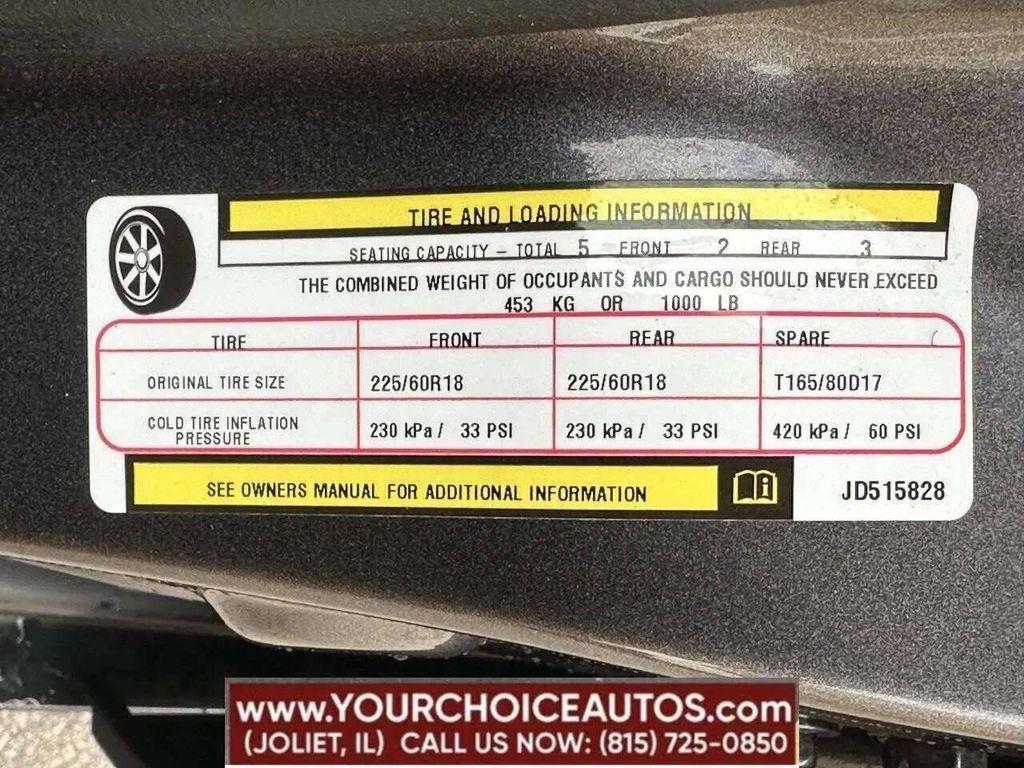 TIRE AND LOADING INFORMATION
SEATING CAPACITY – TOTAL 5 FRONT 2 REAR 3
THE COMBINED WEIGHT OF OCCUPANTS AND CARGO SHOULD NEVER EXCEED
453 KG OR 1000 LB
TIRE FRONT REAR SPARE
ORIGINAL TIRE SIZE 225/60R18 225/60R18 T165/80D17
COLD TIRE INFLATION
PRESSURE 230 kPa / 33 PSI 230 kPa / 33 PSI 420 kPa / 60 PSI
SEE OWNERS MANUAL FOR ADDITIONAL INFORMATION
JD515828
www.YOURCHOICEAUTOS.com
(JOLIET, IL) CALL US NOW: (815) 725-0850